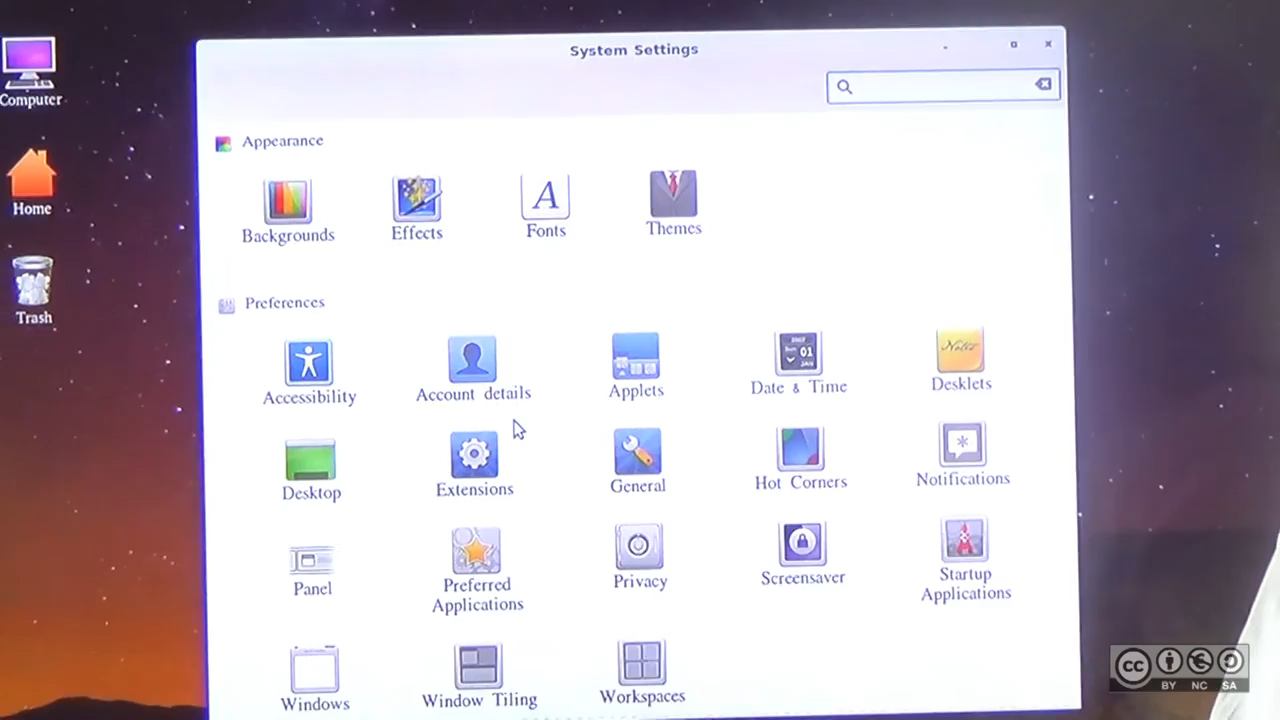 System Settings
Computer
Appearance
Home
Backgrounds
Effects
Fonts
Themes
Trash
Preferences
Accessibility
Account details
Applets
Date & Time
Desklets
Desktop
Extensions
General
Hot Corners
Notifications
Panel
Preferred
Applications
Privacy
Screensaver
Startup
Applications
Windows
Window Tiling
Workspaces
cc
BY NC SA